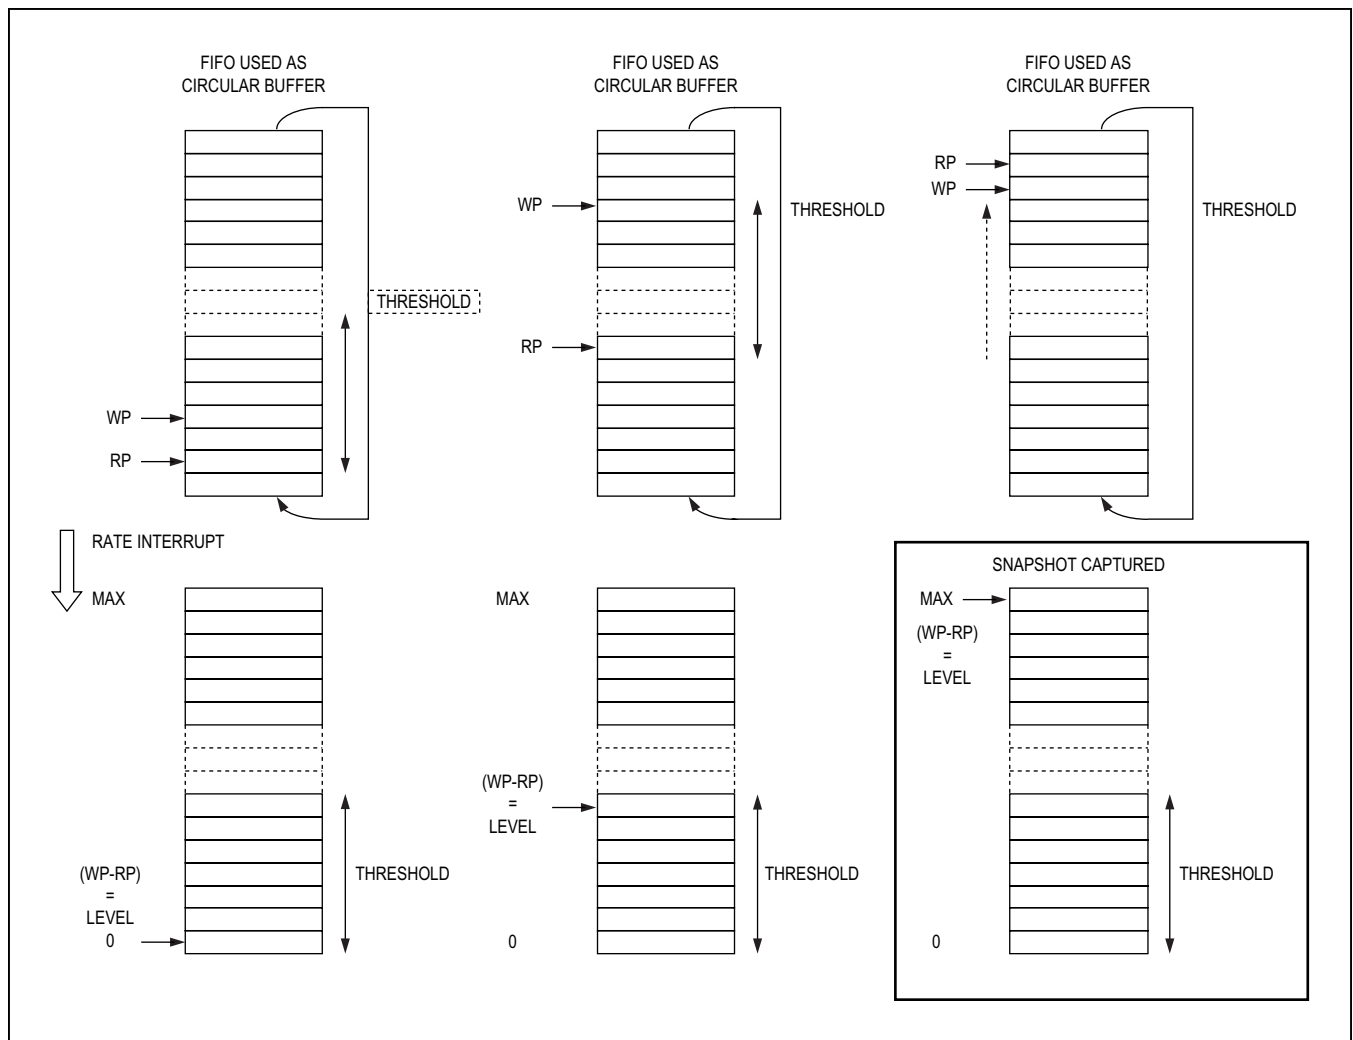 FIFO USED AS
CIRCULAR BUFFER
THRESHOLD
WP
RP
FIFO USED AS
CIRCULAR BUFFER
WP
THRESHOLD
RP
FIFO USED AS
CIRCULAR BUFFER
RP
WP
THRESHOLD
RATE INTERRUPT
MAX
(WP-RP)
=
LEVEL
0
THRESHOLD
MAX
(WP-RP)
=
LEVEL
THRESHOLD
0
SNAPSHOT CAPTURED
MAX
(WP-RP)
=
LEVEL
THRESHOLD
0